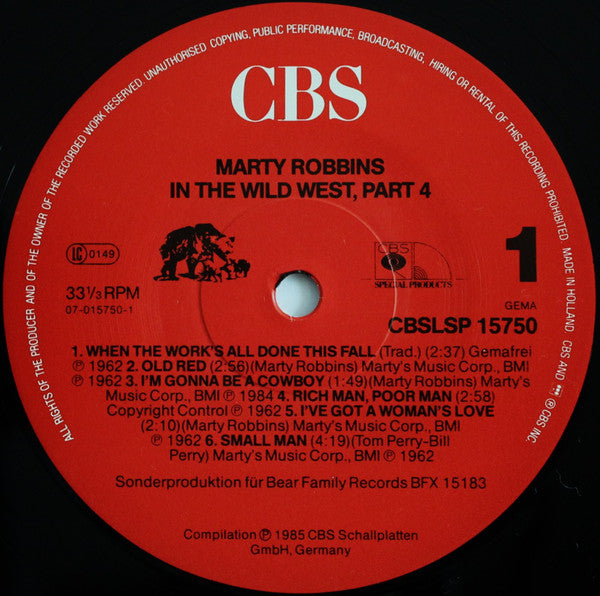 ALL RIGHTS OF THE PRODUCER AND OF THE OWNER OF THE RECORDED WORK RESERVED. UNAUTHORISED COPYING, PUBLIC PERFORMANCE, BROADCASTING, HIRING OR RENTAL OF THIS RECORDING PROHIBITED. MADE IN HOLLAND. CBS AND ® CBS INC.
CBS
MARTY ROBBINS
IN THE WILD WEST, PART 4
LC 0149
CBS
SPECIAL PRODUCTS
1
33⅓ RPM
07-015750-1
GEMA
CBSLSP 15750
1. WHEN THE WORK'S ALL DONE THIS FALL (Trad.) (2:37) Gemafrei
℗ 1962 2. OLD RED (2:56)(Marty Robbins) Marty's Music Corp., BMI
℗ 1962 3. I'M GONNA BE A COWBOY (1:49)(Marty Robbins) Marty's
Music Corp., BMI ℗ 1984 4. RICH MAN, POOR MAN (2:58)
Copyright Control ℗ 1962 5. I'VE GOT A WOMAN'S LOVE
(2:10)(Marty Robbins) Marty's Music Corp., BMI
℗ 1962 6. SMALL MAN (4:19)(Tom Perry-Bill
Perry) Marty's Music Corp., BMI ℗ 1962
Sonderproduktion für Bear Family Records BFX 15183
Compilation ℗ 1985 CBS Schallplatten
GmbH, Germany